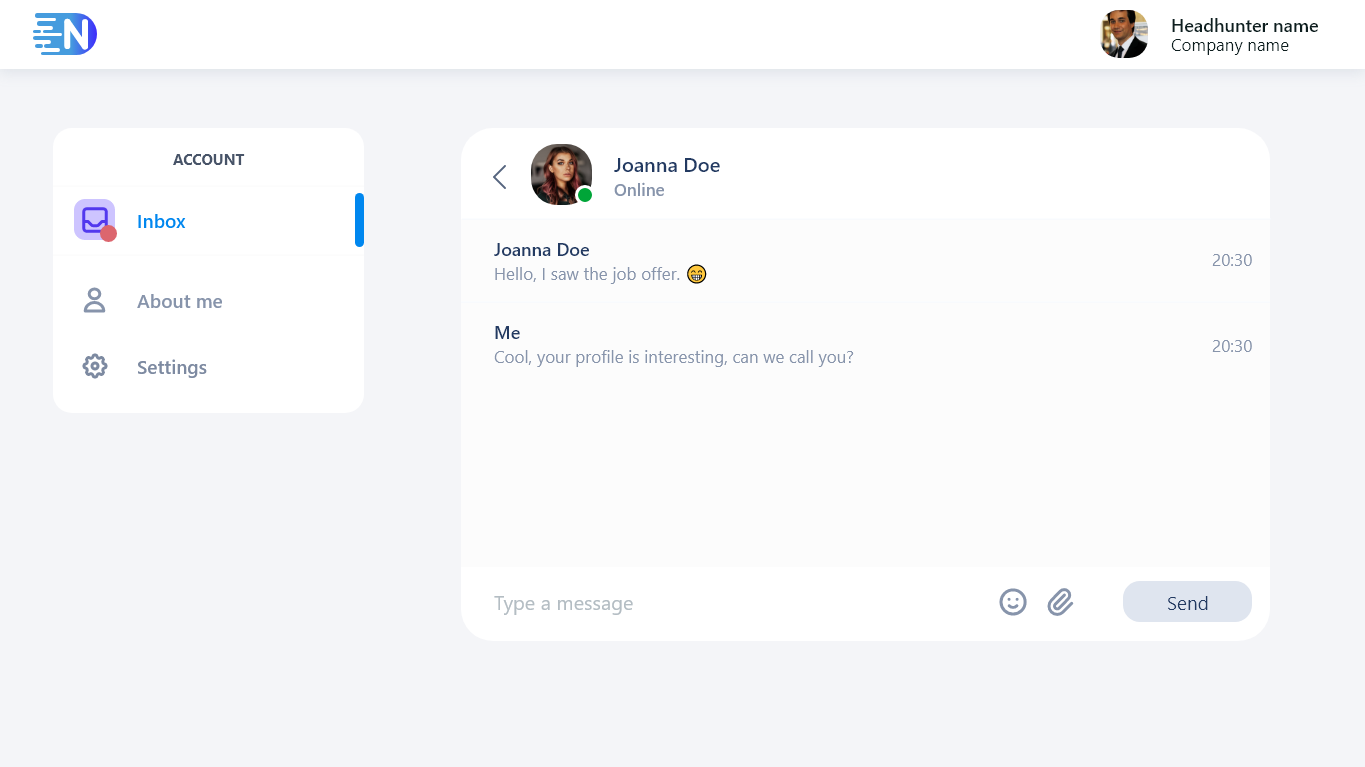 N
Headhunter name
Company name
ACCOUNT
Inbox
About me
Settings
Joanna Doe
Online
Joanna Doe
Hello, I saw the job offer. 😁
20:30
Me
Cool, your profile is interesting, can we call you?
20:30
Type a message
Send